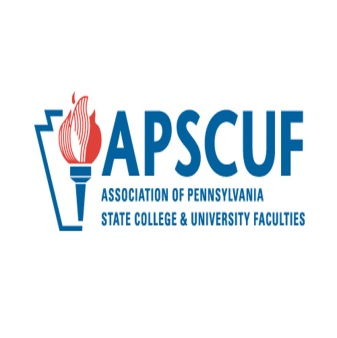 APSCUF
ASSOCIATION OF PENNSYLVANIA
STATE COLLEGE & UNIVERSITY FACULTIES